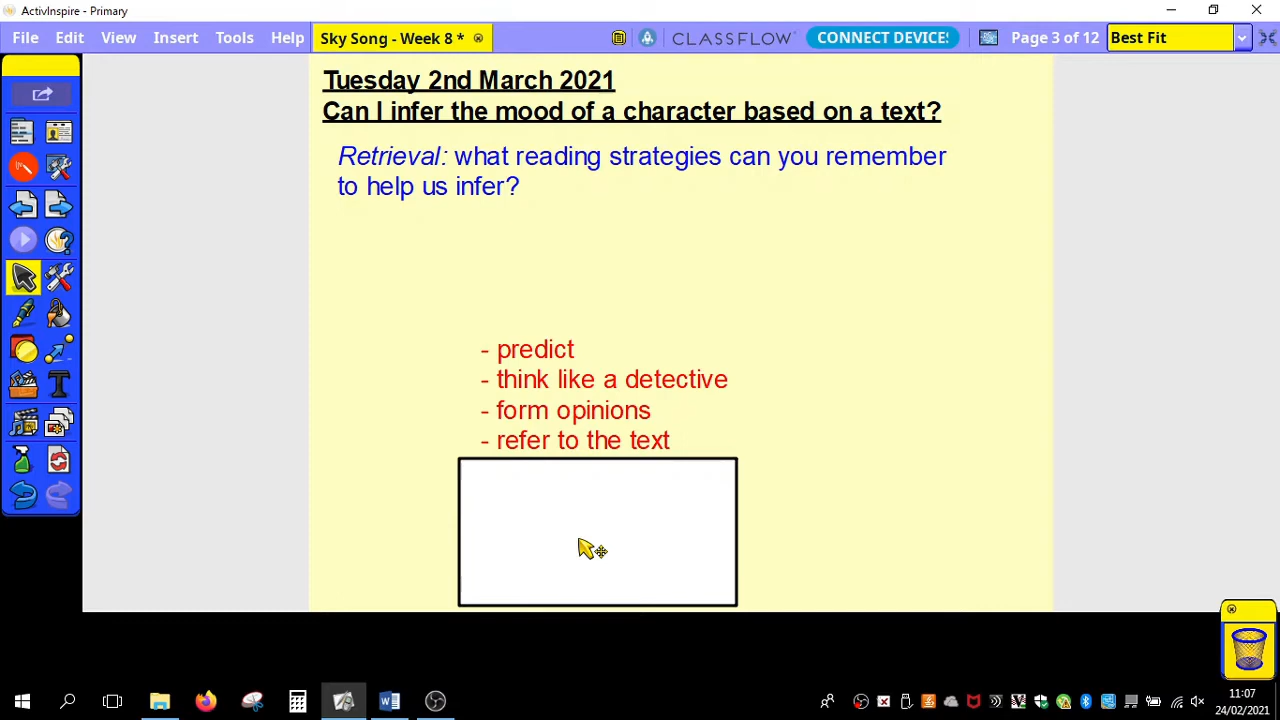 ActivInspire - Primary
File Edit View Insert Tools Help Sky Song - Week 8 * CLASSFLOW CONNECT DEVICES Page 3 of 12 Best Fit
Tuesday 2nd March 2021
Can I infer the mood of a character based on a text?
Retrieval: what reading strategies can you remember
to help us infer?
- predict
- think like a detective
- form opinions
- refer to the text
11:07
24/02/2021